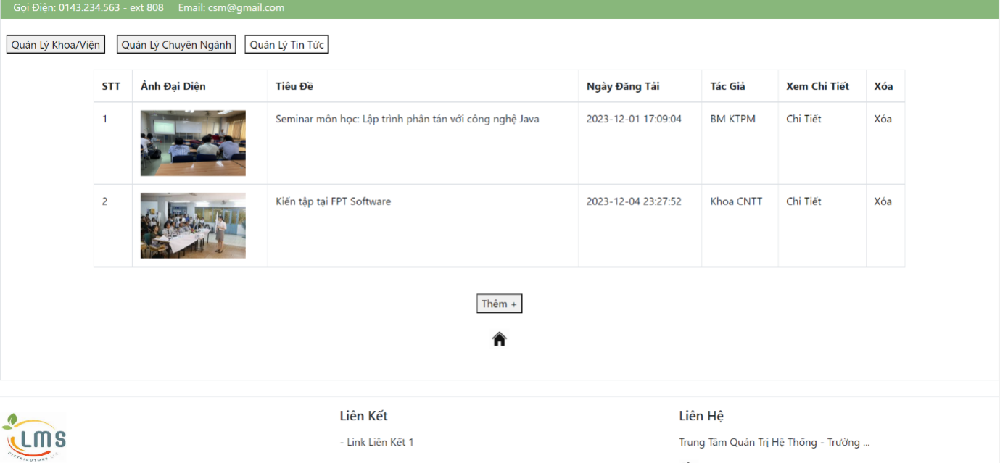 Gọi Điện: 0143.234.563 - ext 808 Email: csm@gmail.com
Quản Lý Khoa/Viện Quản Lý Chuyên Ngành Quản Lý Tin Tức
STT Ảnh Đại Diện Tiêu Đề Ngày Đăng Tải Tác Giả Xem Chi Tiết Xóa
1 Seminar môn học: Lập trình phân tán với công nghệ Java 2023-12-01 17:09:04 BM KTPM Chi Tiết Xóa
2 Kiến tập tại FPT Software 2023-12-04 23:27:52 Khoa CNTT Chi Tiết Xóa
Thêm +
LMS
DISTRIBUTORS LLC
Liên Kết
- Link Liên Kết 1
Liên Hệ
Trung Tâm Quản Trị Hệ Thống - Trường ...